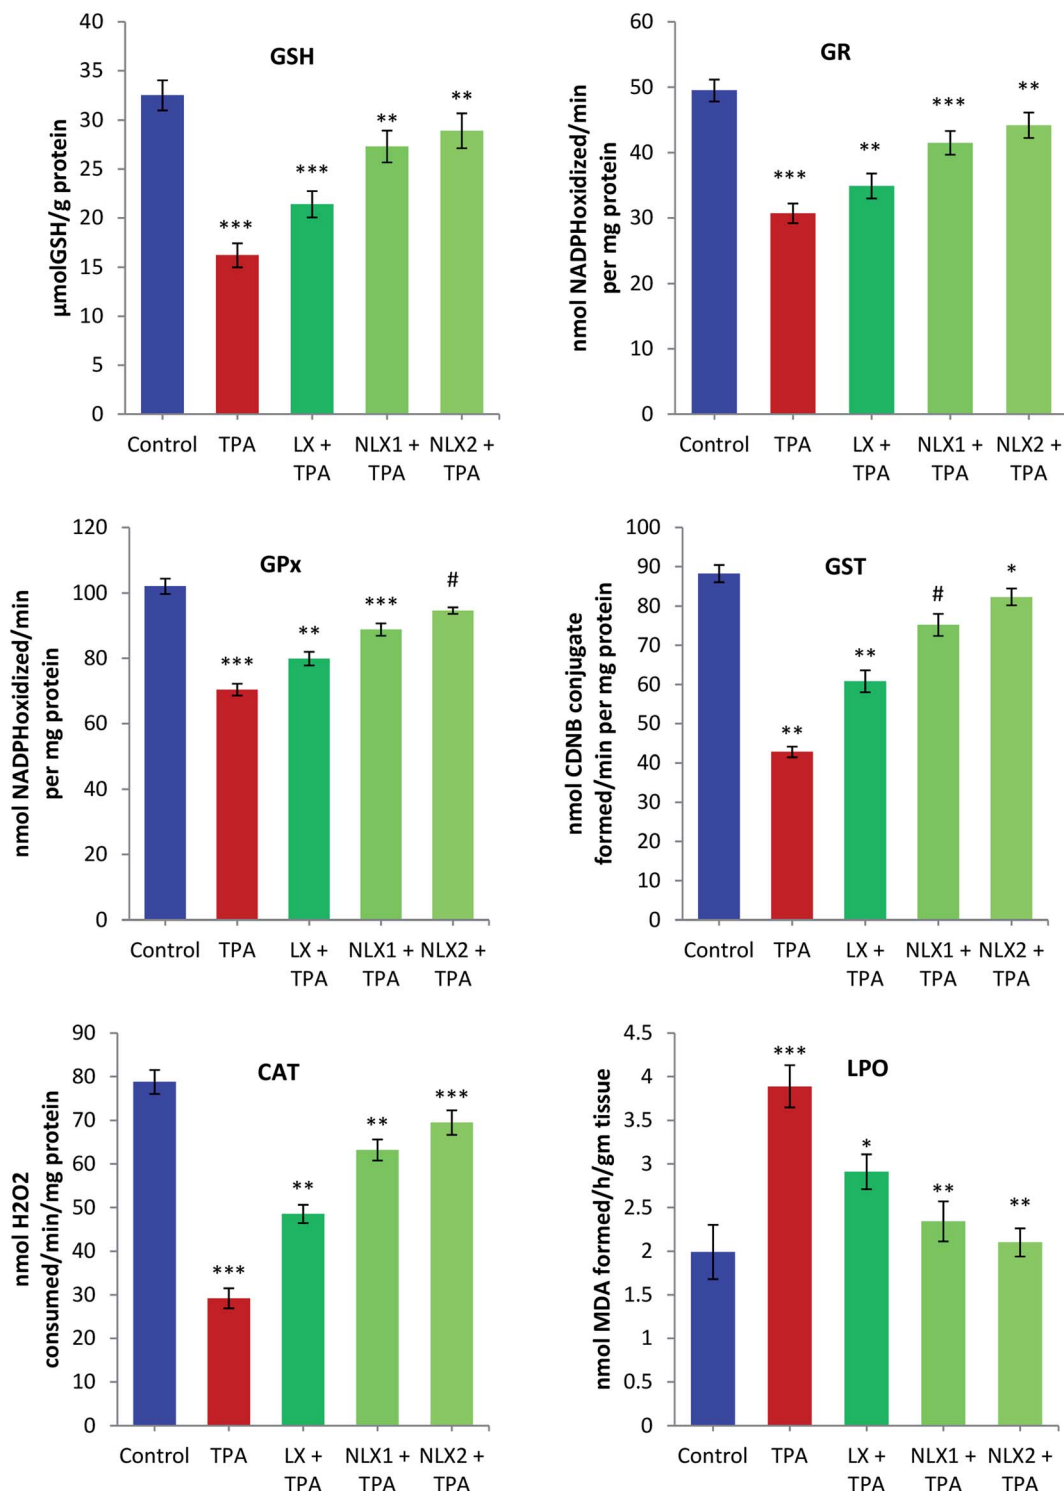 GSH
μmolGSH/g protein
40
35
30
25
20
15
10
5
0
***
***
**
**
Control
TPA
LX +
TPA
NLX1 +
TPA
NLX2 +
TPA
GR
nmol NADPHoxidized/min
per mg protein
60
50
40
30
20
10
0
***
**
***
**
Control
TPA
LX +
TPA
NLX1 +
TPA
NLX2 +
TPA
GPx
nmol NADPHoxidized/min
per mg protein
120
100
80
60
40
20
0
***
**
***
#
Control
TPA
LX +
TPA
NLX1 +
TPA
NLX2 +
TPA
GST
nmol CDNB conjugate
formed/min per mg protein
100
90
80
70
60
50
40
30
20
10
0
**
**
#
*
Control
TPA
LX +
TPA
NLX1 +
TPA
NLX2 +
TPA
CAT
nmol H2O2
consumed/min/mg protein
90
80
70
60
50
40
30
20
10
0
***
**
**
***
Control
TPA
LX +
TPA
NLX1 +
TPA
NLX2 +
TPA
LPO
nmol MDA formed/h/gm tissue
4.5
4
3.5
3
2.5
2
1.5
1
0.5
0
***
*
**
**
Control
TPA
LX +
TPA
NLX1 +
TPA
NLX2 +
TPA